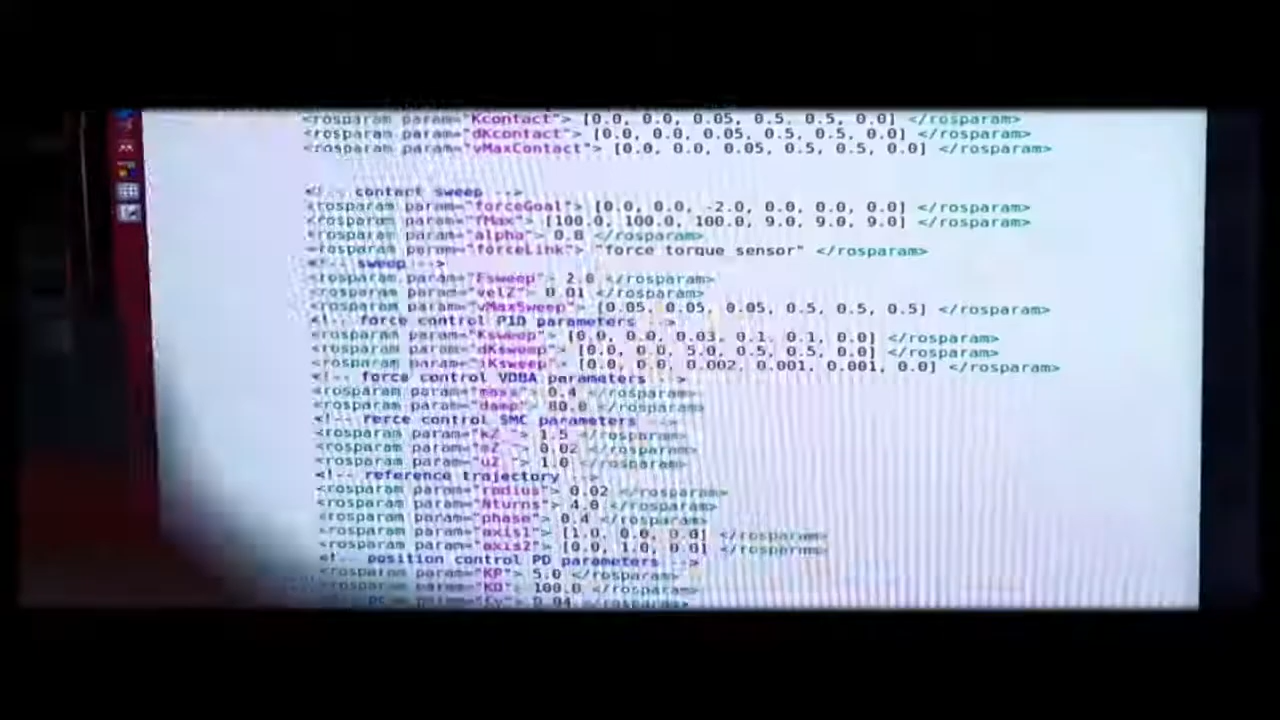 <rosparam param="Kcontact"> [0.0, 0.0, 0.05, 0.5, 0.5, 0.0] </rosparam>
<rosparam param="dKcontact"> [0.0, 0.0, 0.05, 0.5, 0.5, 0.0] </rosparam>
<rosparam param="vMaxContact"> [0.0, 0.0, 0.05, 0.5, 0.5, 0.0] </rosparam>
<!-- contact sweep -->
<rosparam param="forceGoal"> [0.0, 0.0, -2.0, 0.0, 0.0, 0.0] </rosparam>
<rosparam param="fMax"> [100.0, 100.0, 100.0, 9.0, 9.0, 9.0] </rosparam>
<rosparam param="alpha"> 0.8 </rosparam>
<rosparam param="forceLink"> "force torque sensor" </rosparam>
<!-- sweep -->
<rosparam param="Fsweep"> 2.0 </rosparam>
<rosparam param="velZ"> 0.01 </rosparam>
<rosparam param="vMaxSweep"> [0.05, 0.05, 0.05, 0.5, 0.5, 0.5] </rosparam>
<!-- force control PID parameters -->
<rosparam param="Ksweep"> [0.0, 0.0, 0.03, 0.1, 0.1, 0.0] </rosparam>
<rosparam param="dKsweep"> [0.0, 0.0, 5.0, 0.5, 0.5, 0.0] </rosparam>
<rosparam param="iKsweep"> [0.0, 0.0, 0.002, 0.001, 0.001, 0.0] </rosparam>
<!-- force control VDBA parameters -->
<rosparam param="mass"> 0.4 </rosparam>
<rosparam param="damp"> 80.0 </rosparam>
<!-- ferce control SMC parameters -->
<rosparam param="kZ"> 1.5 </rosparam>
<rosparam param="mZ"> 0.02 </rosparam>
<rosparam param="uZ"> 1.0 </rosparam>
<!-- reference trajectory -->
<rosparam param="radius"> 0.02 </rosparam>
<rosparam param="Nturns"> 4.0 </rosparam>
<rosparam param="phase"> 0.4 </rosparam>
<rosparam param="axis1"> [1.0, 0.0, 0.0] </rosparam>
<rosparam param="axis2"> [0.0, 1.0, 0.0] </rosparam>
<!-- position control PD parameters -->
<rosparam param="KP"> 5.0 </rosparam>
<rosparam param="KD"> 100.0 </rosparam>